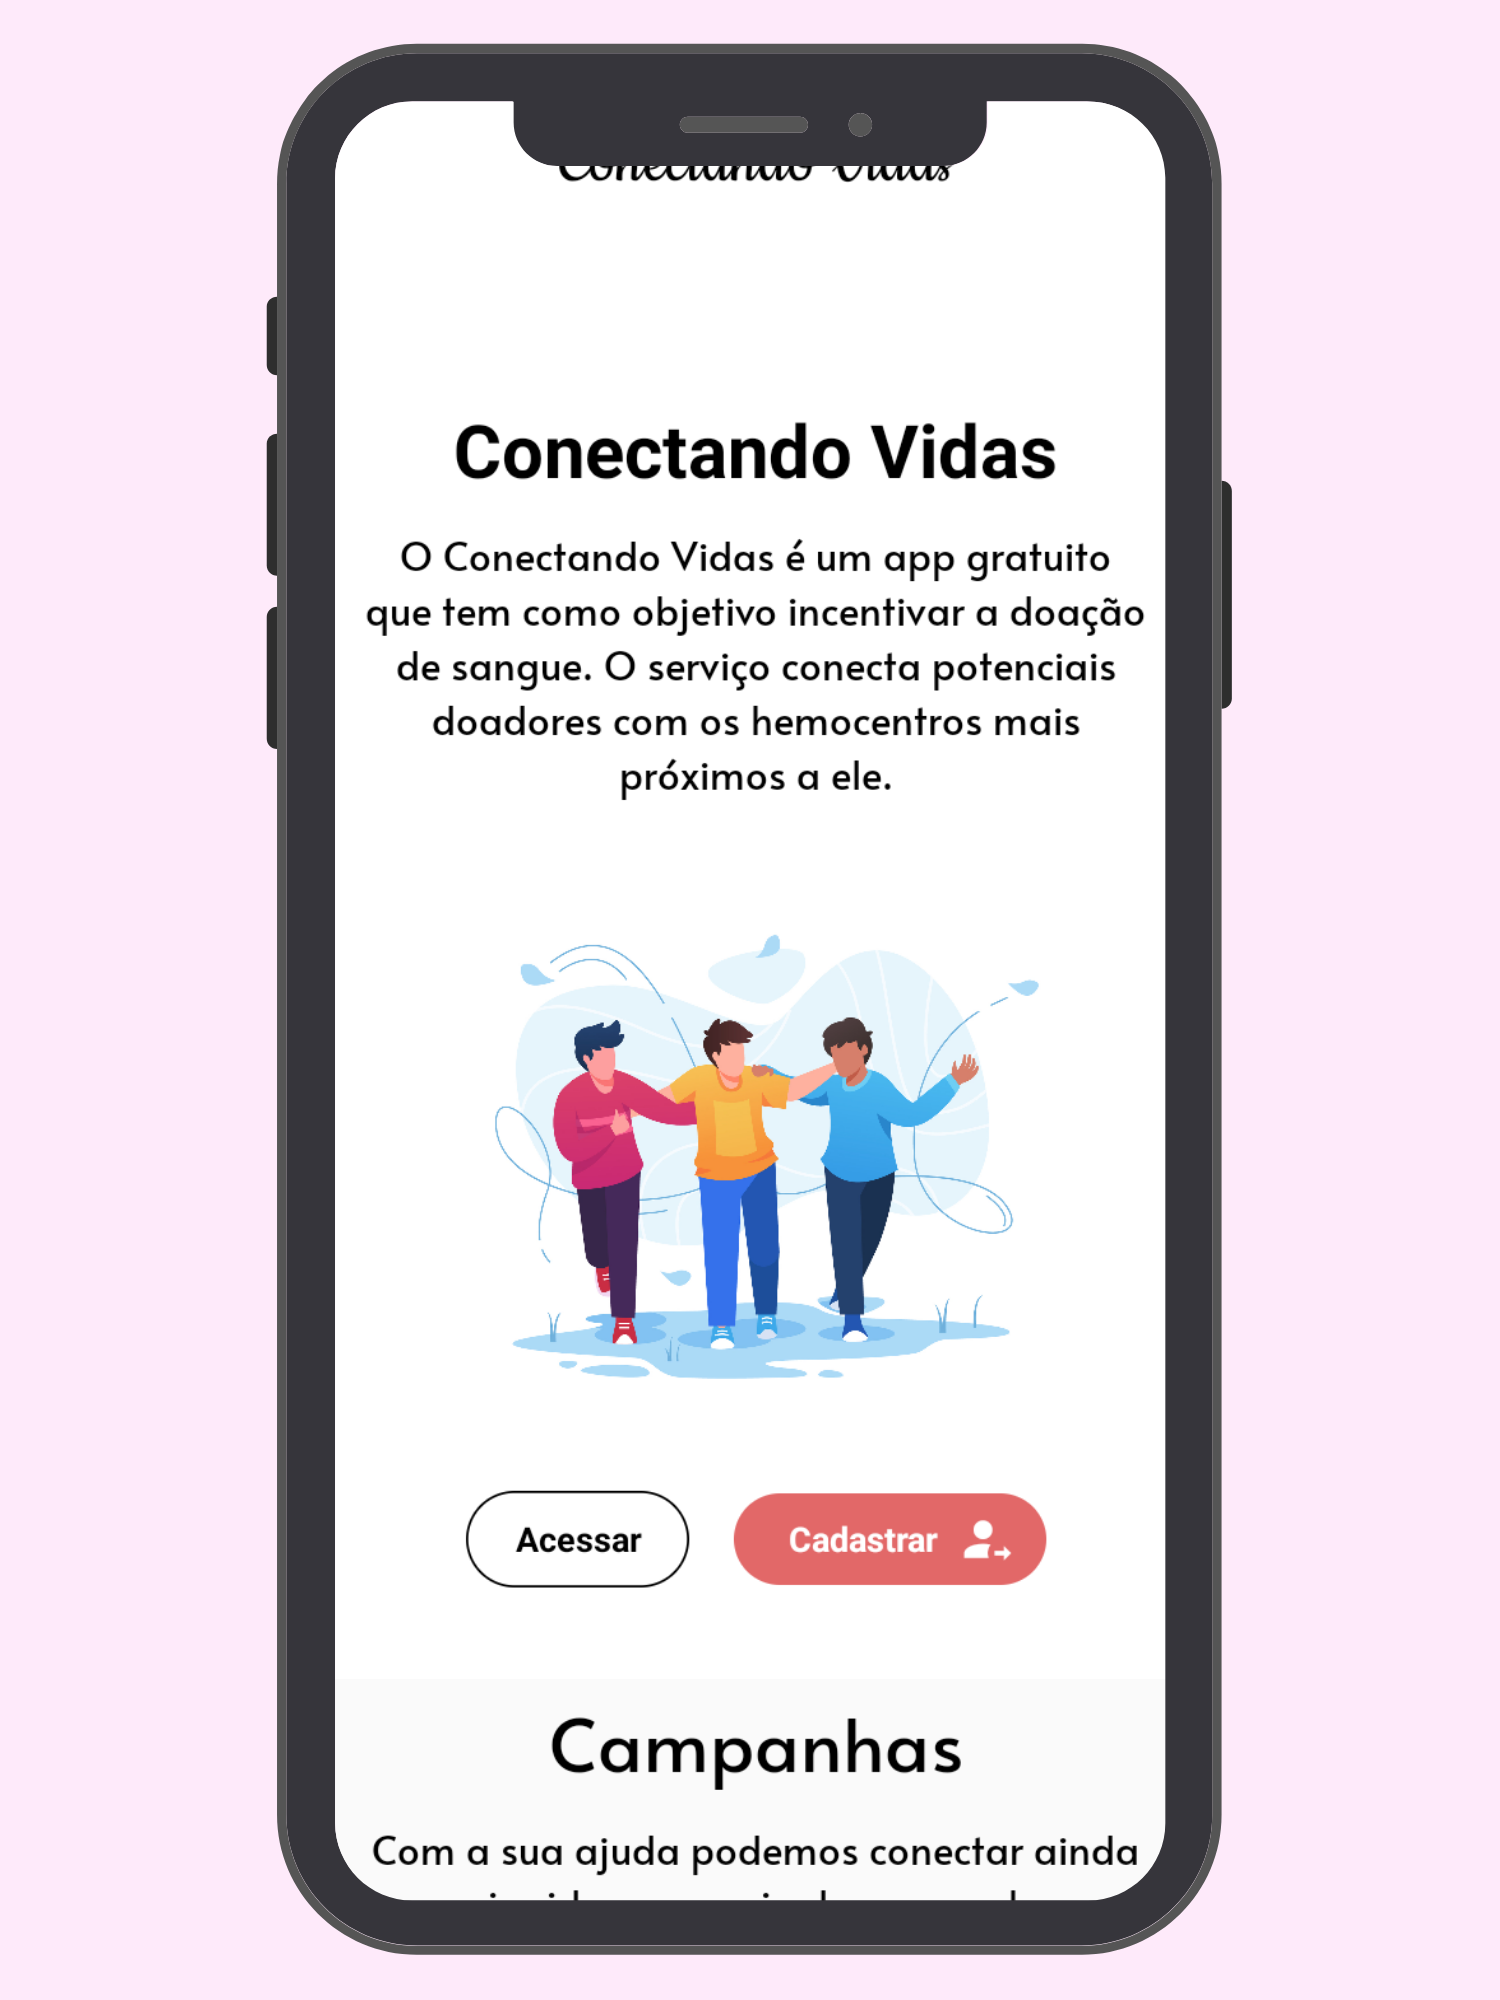 Conectando Vidas
Conectando Vidas
O Conectando Vidas é um app gratuito
que tem como objetivo incentivar a doação
de sangue. O serviço conecta potenciais
doadores com os hemocentros mais
próximos a ele.
Acessar
Cadastrar
Campanhas
Com a sua ajuda podemos conectar ainda